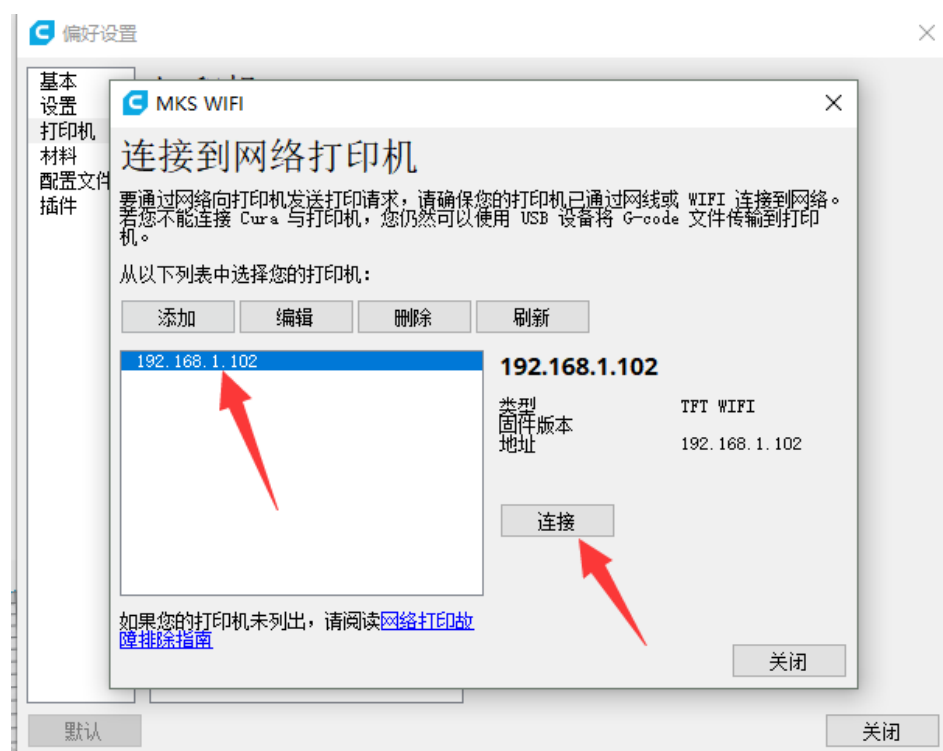 偏好设置
基本
设置
打印机
材料
配置文件
插件
MKS WIFI
连接到网络打印机
要通过网络向打印机发送打印请求，请确保您的打印机已通过网线或 WIFI 连接到网络。
若您不能连接 Cura 与打印机，您仍然可以使用 USB 设备将 G-code 文件传输到打印
机。
从以下列表中选择您的打印机：
添加 编辑 删除 刷新
192.168.1.102
192.168.1.102
类型 TFT WIFI
固件版本
地址 192.168.1.102
连接
如果您的打印机未列出，请阅读网络打印故
障排除指南
关闭
默认 关闭